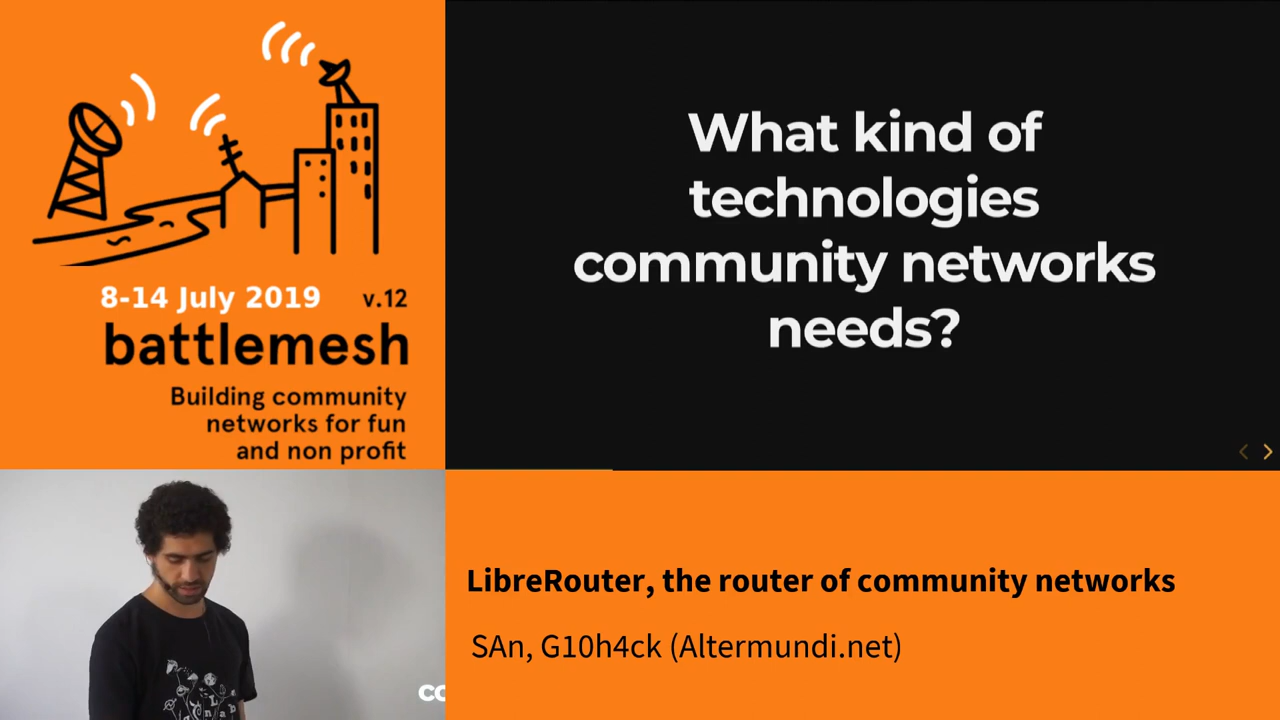 8-14 July 2019 v.12
battlemesh
Building community
networks for fun
and non profit
What kind of
technologies
community networks
needs?
LibreRouter, the router of community networks
SAn, G10h4ck (Altermundi.net)